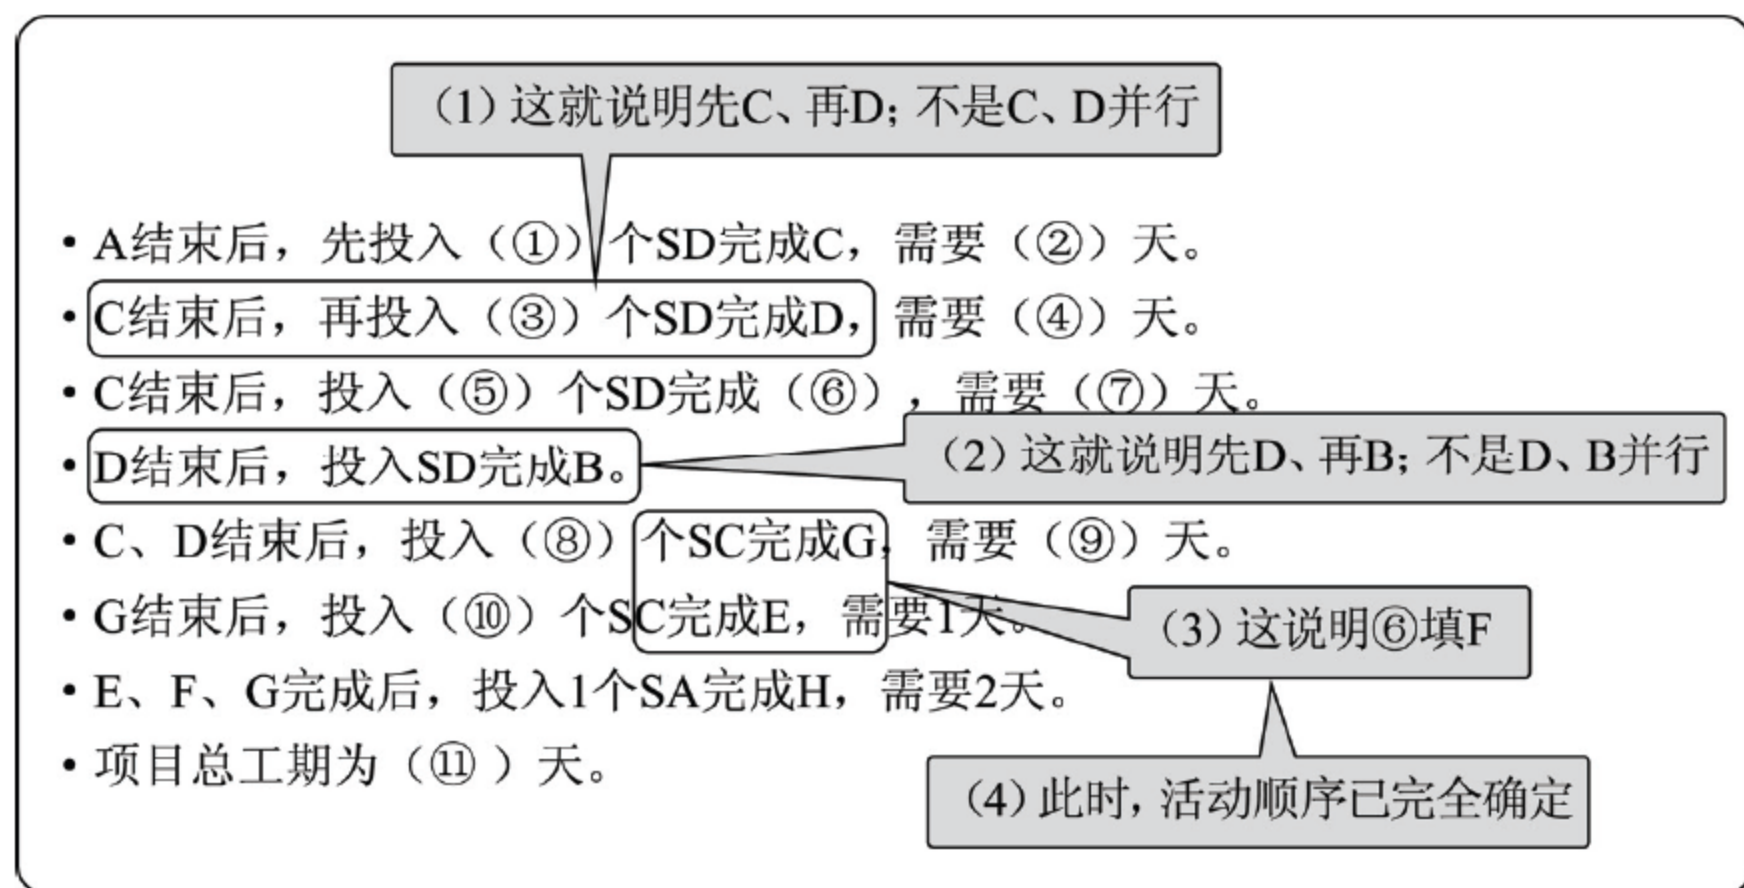 （1）这就说明先C、再D；不是C、D并行
• A结束后，先投入（①）个SD完成C，需要（②）天。
• C结束后，再投入（③）个SD完成D，需要（④）天。
• C结束后，投入（⑤）个SD完成（⑥），需要（⑦）天。
• D结束后，投入SD完成B。
（2）这就说明先D、再B；不是D、B并行
• C、D结束后，投入（⑧）个SC完成G，需要（⑨）天。
• G结束后，投入（⑩）个SC完成E，需要1天。
（3）这说明⑥填F
• E、F、G完成后，投入1个SA完成H，需要2天。
• 项目总工期为（⑪）天。
（4）此时，活动顺序已完全确定